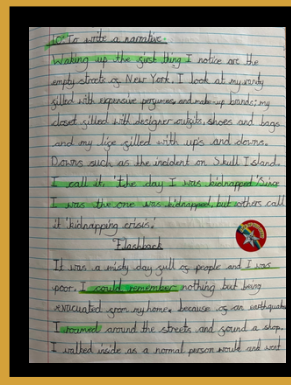 LO: To write a narrative.
Waking up the first thing I notice are the
empty streets of New York. I look at my vanity
filled with expensive perfumes and make-up brands; my
closet filled with designer outfits, shoes and bags
and my life filled with ups and downs.
Downs such as the incident on Skull Island.
I call it, 'the day I was kidnapped' Since
I was the one was kidnapped, but others call
it 'kidnapping crisis.
Flashback
It was a misty day full of people and I was
poor. I could remember nothing but being
evacuated from my home, because of an earthquake
I roamed around the streets and found a shop.
I walked inside as a normal person would and went